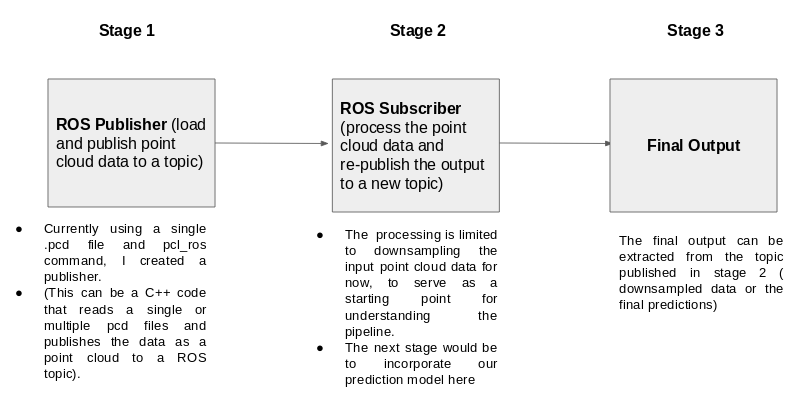 Stage 1
Stage 2
Stage 3
ROS Publisher (load
and publish point
cloud data to a topic)
ROS Subscriber
(process the point
cloud data and
re-publish the output
to a new topic)
Final Output
● Currently using a single
.pcd file and pcl_ros
command, I created a
publisher.
● (This can be a C++ code
that reads a single or
multiple pcd files and
publishes the data as a
point cloud to a ROS
topic).
● The processing is limited
to downsampling the
input point cloud data for
now, to serve as a
starting point for
understanding the
pipeline.
● The next stage would be
to incorporate our
prediction model here
The final output can be
extracted from the topic
published in stage 2 (
downsampled data or the
final predictions)